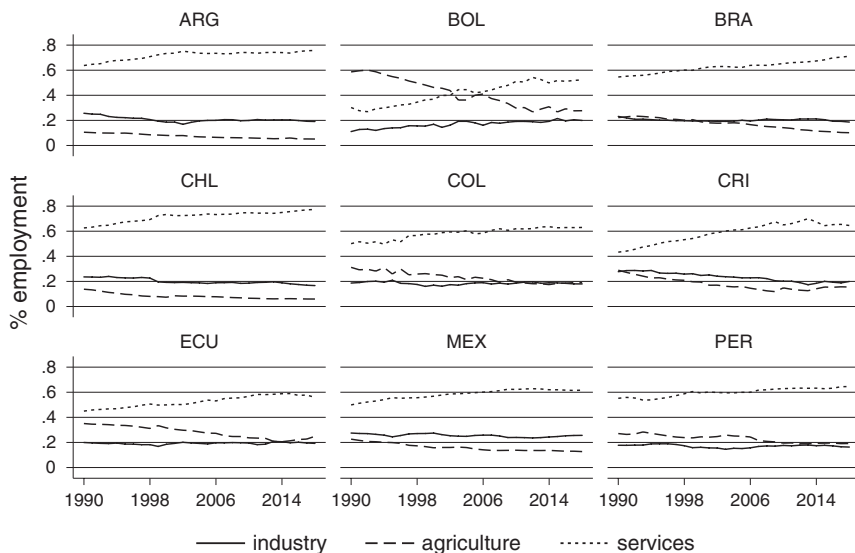 ARG BOL BRA
.8
.6
.4
.2
0
CHL COL CRI
.8
.6
.4
.2
0
% employment
ECU MEX PER
.8
.6
.4
.2
0
1990 1998 2006 2014 1990 1998 2006 2014 1990 1998 2006 2014
industry agriculture services